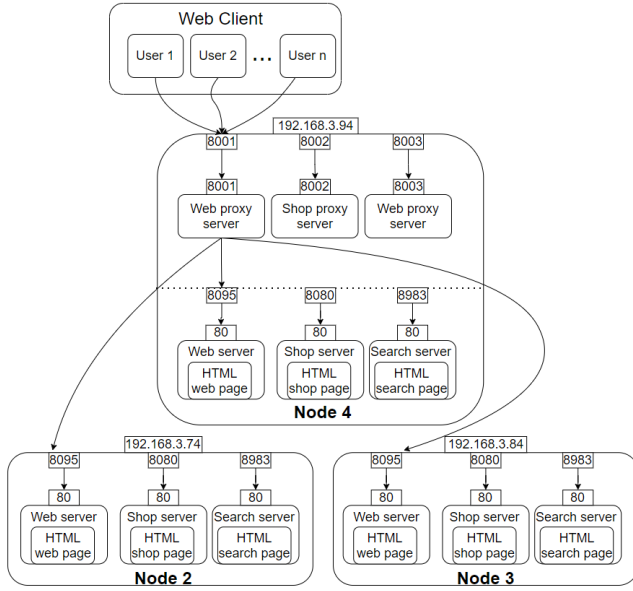 Web Client
User 1
User 2
...
User n
192.168.3.94
8001
8002
8003
8001
8002
8003
Web proxy
server
Shop proxy
server
Web proxy
server
8095
8080
8983
80
80
80
Web server
HTML
web page
Shop server
HTML
shop page
Search server
HTML
search page
Node 4
192.168.3.74
8095
8080
8983
80
80
80
Web server
HTML
web page
Shop server
HTML
shop page
Search server
HTML
search page
Node 2
192.168.3.84
8095
8080
8983
80
80
80
Web server
HTML
web page
Shop server
HTML
shop page
Search server
HTML
search page
Node 3